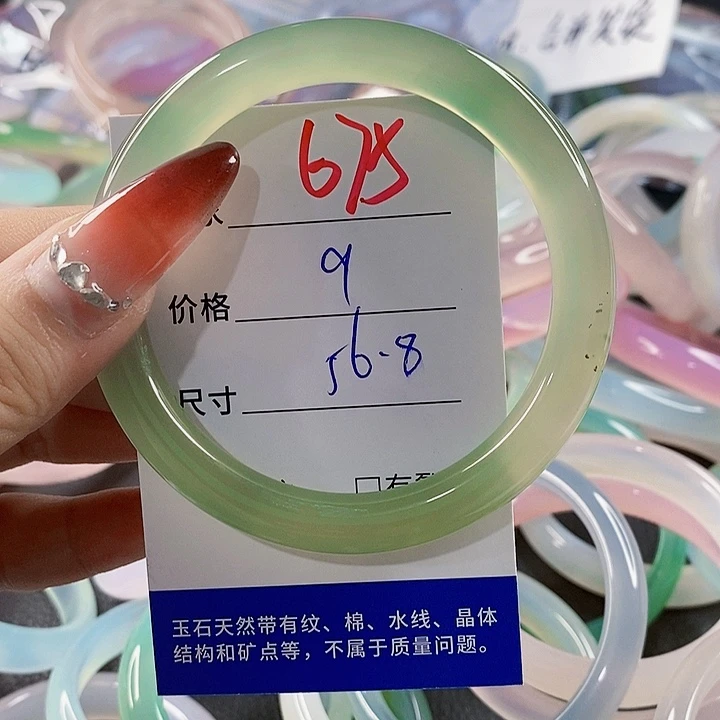 675
9
价格
56.8
尺寸
玉石天然带有纹、棉、水线、晶体
结构和矿点等，不属于质量问题。